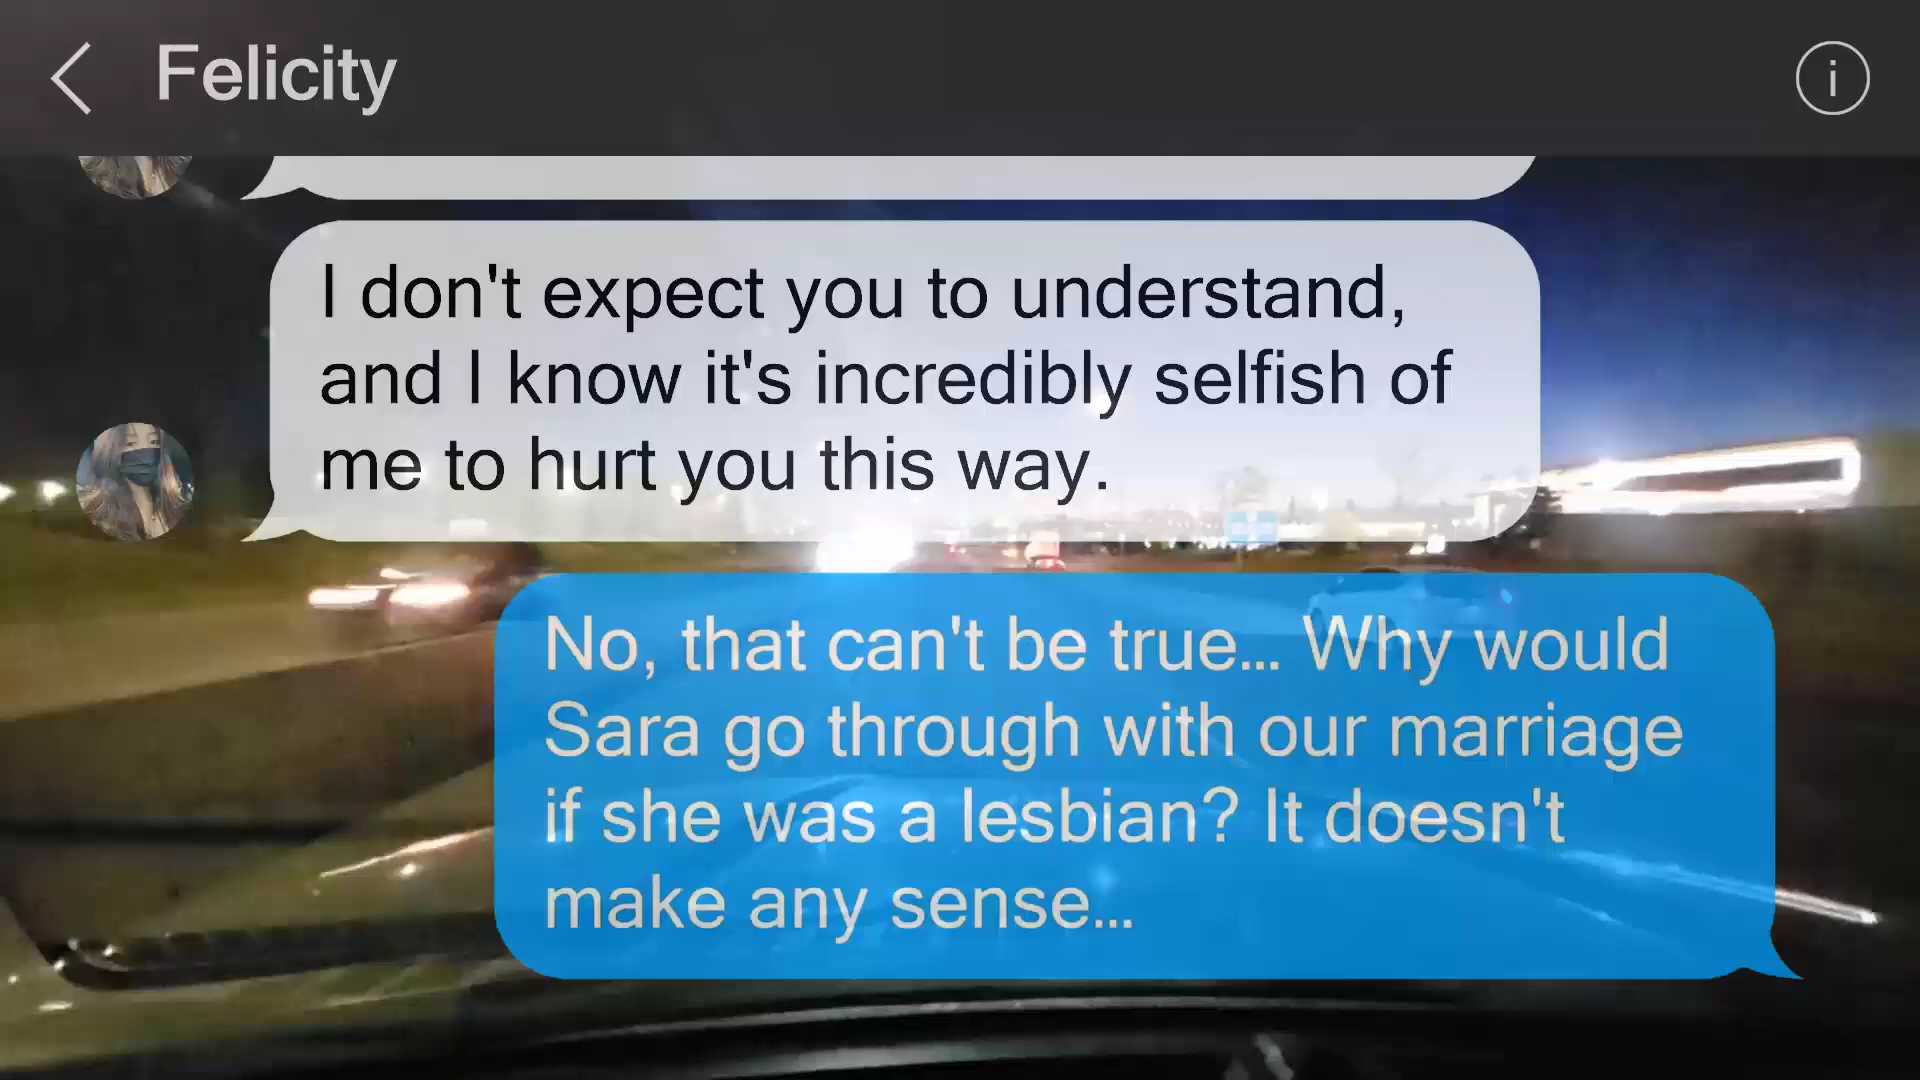 Felicity
i
I don't expect you to understand,
and I know it's incredibly selfish of
me to hurt you this way.
No, that can't be true... Why would
Sara go through with our marriage
if she was a lesbian? It doesn't
make any sense...